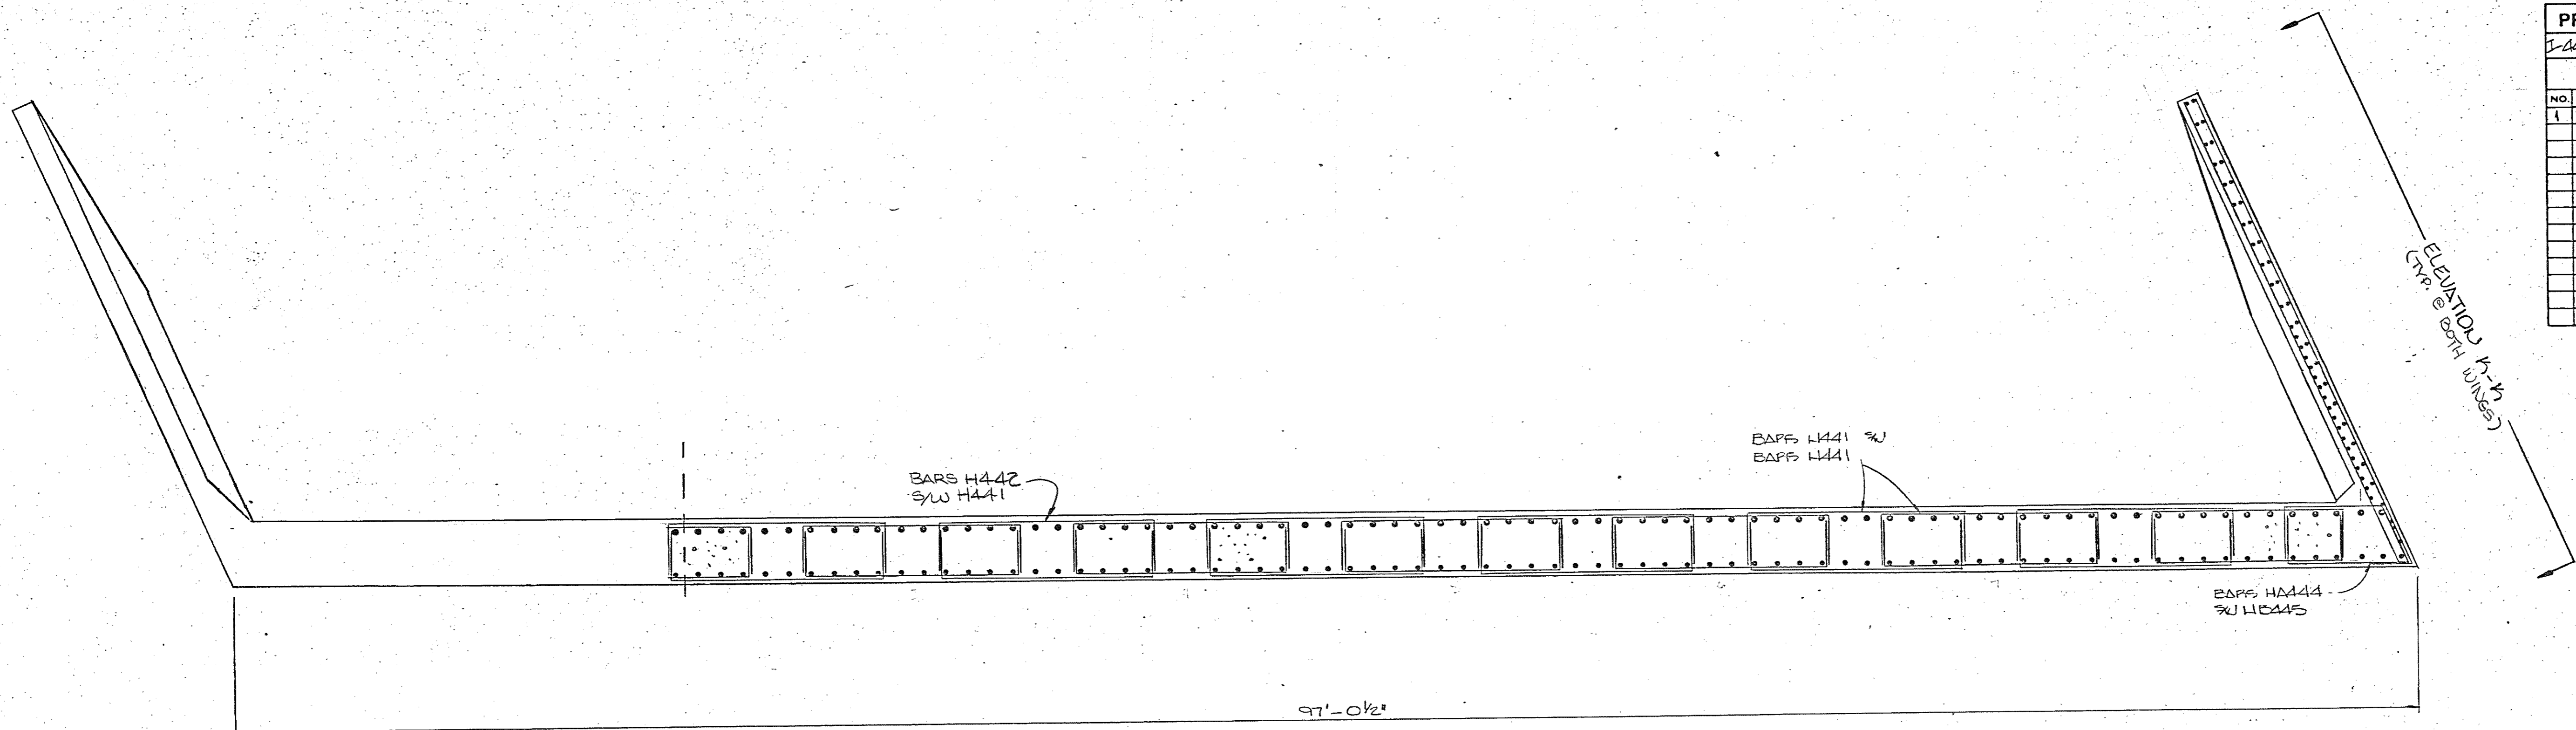 PR
I-44
NO.
1
ELEVATION K-K
(TYP. @ BOTH WINGS)
BARS H442
S/W H441
BARS H441 S/W
BARS H441
BARS HA444
S/W HB445
97'-0½"